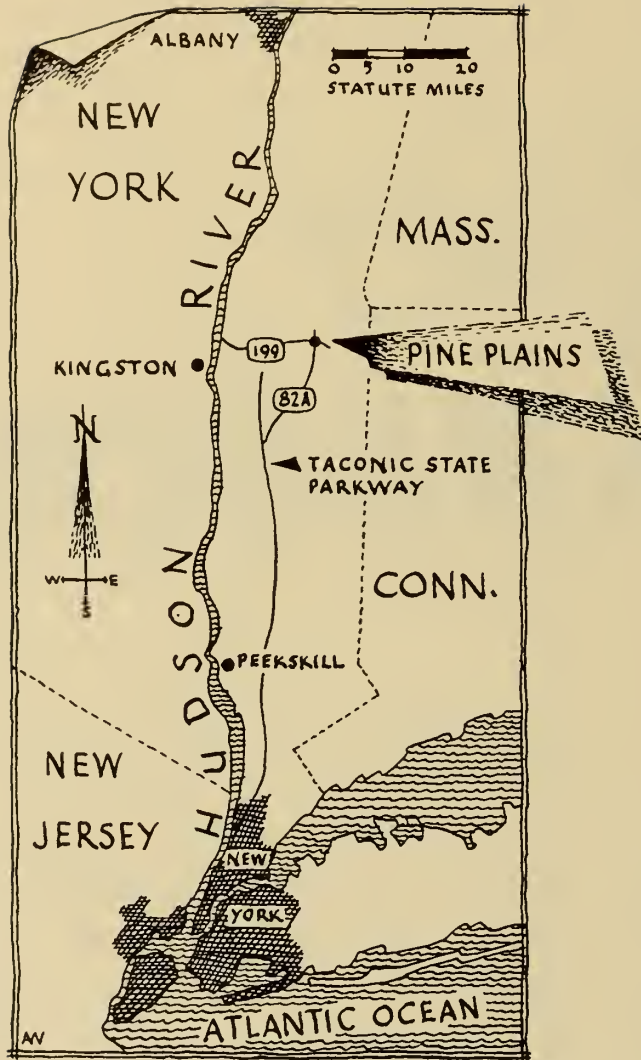 ALBANY
0 5 10 20
STATUTE MILES
NEW
YORK
MASS.
HUDSON RIVER
KINGSTON
199
PINE PLAINS
82A
N
W E
S
TACONIC STATE
PARKWAY
CONN.
PEEKSKILL
NEW
JERSEY
NEW
YORK
ATLANTIC OCEAN